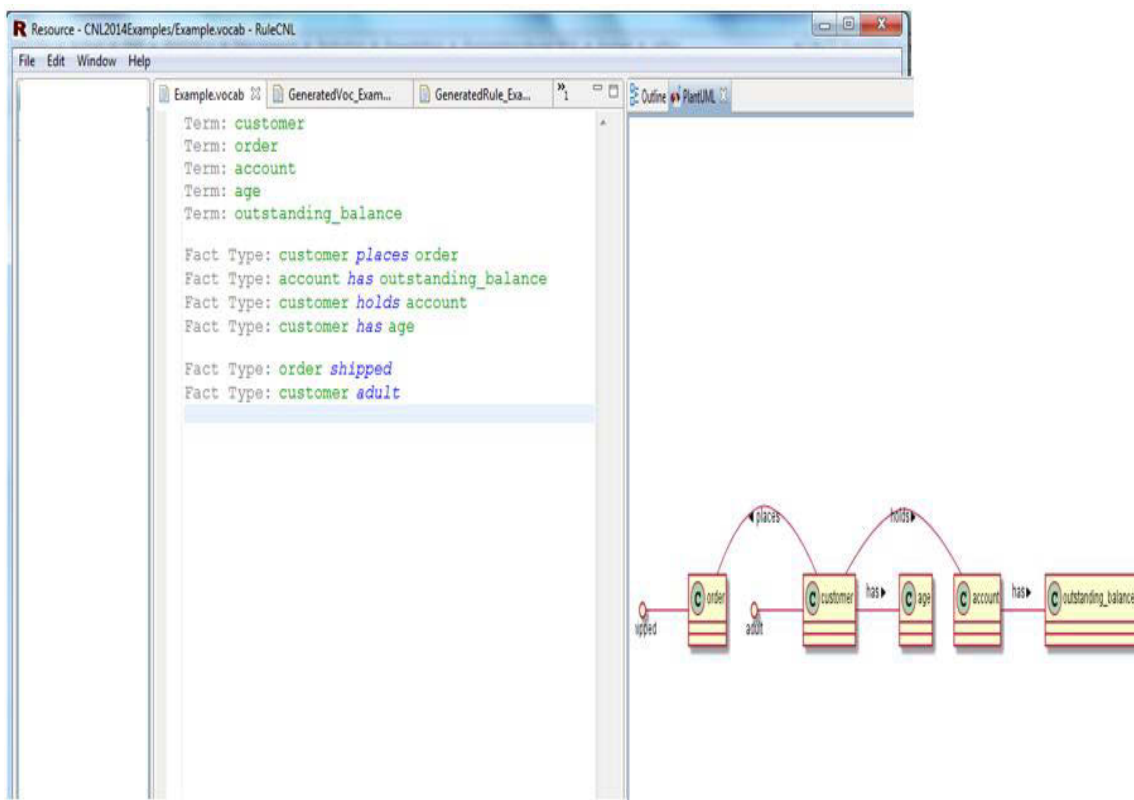 Resource - CNL2014Examples/Example.vocab - RuleCNL
File Edit Window Help
Example.vocab GeneratedVoc_Exam... GeneratedRule_Exa... »1 Outline PlantUML
Term: customer
Term: order
Term: account
Term: age
Term: outstanding_balance
Fact Type: customer places order
Fact Type: account has outstanding_balance
Fact Type: customer holds account
Fact Type: customer has age
Fact Type: order shipped
Fact Type: customer adult
places holds
C order C customer has C age C account has C outstanding_balance
adult